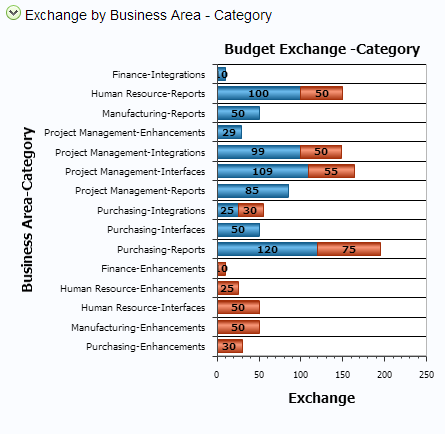 Exchange by Business Area - Category
Budget Exchange -Category
Business Area-Category
Finance-Integrations 10
Human Resource-Reports 100 50
Manufacturing-Reports 50
Project Management-Enhancements 29
Project Management-Integrations 99 50
Project Management-Interfaces 109 55
Project Management-Reports 85
Purchasing-Integrations 25 30
Purchasing-Interfaces 50
Purchasing-Reports 120 75
Finance-Enhancements 10
Human Resource-Enhancements 25
Human Resource-Interfaces 50
Manufacturing-Enhancements 50
Purchasing-Enhancements 30
0 50 100 150 200 250
Exchange